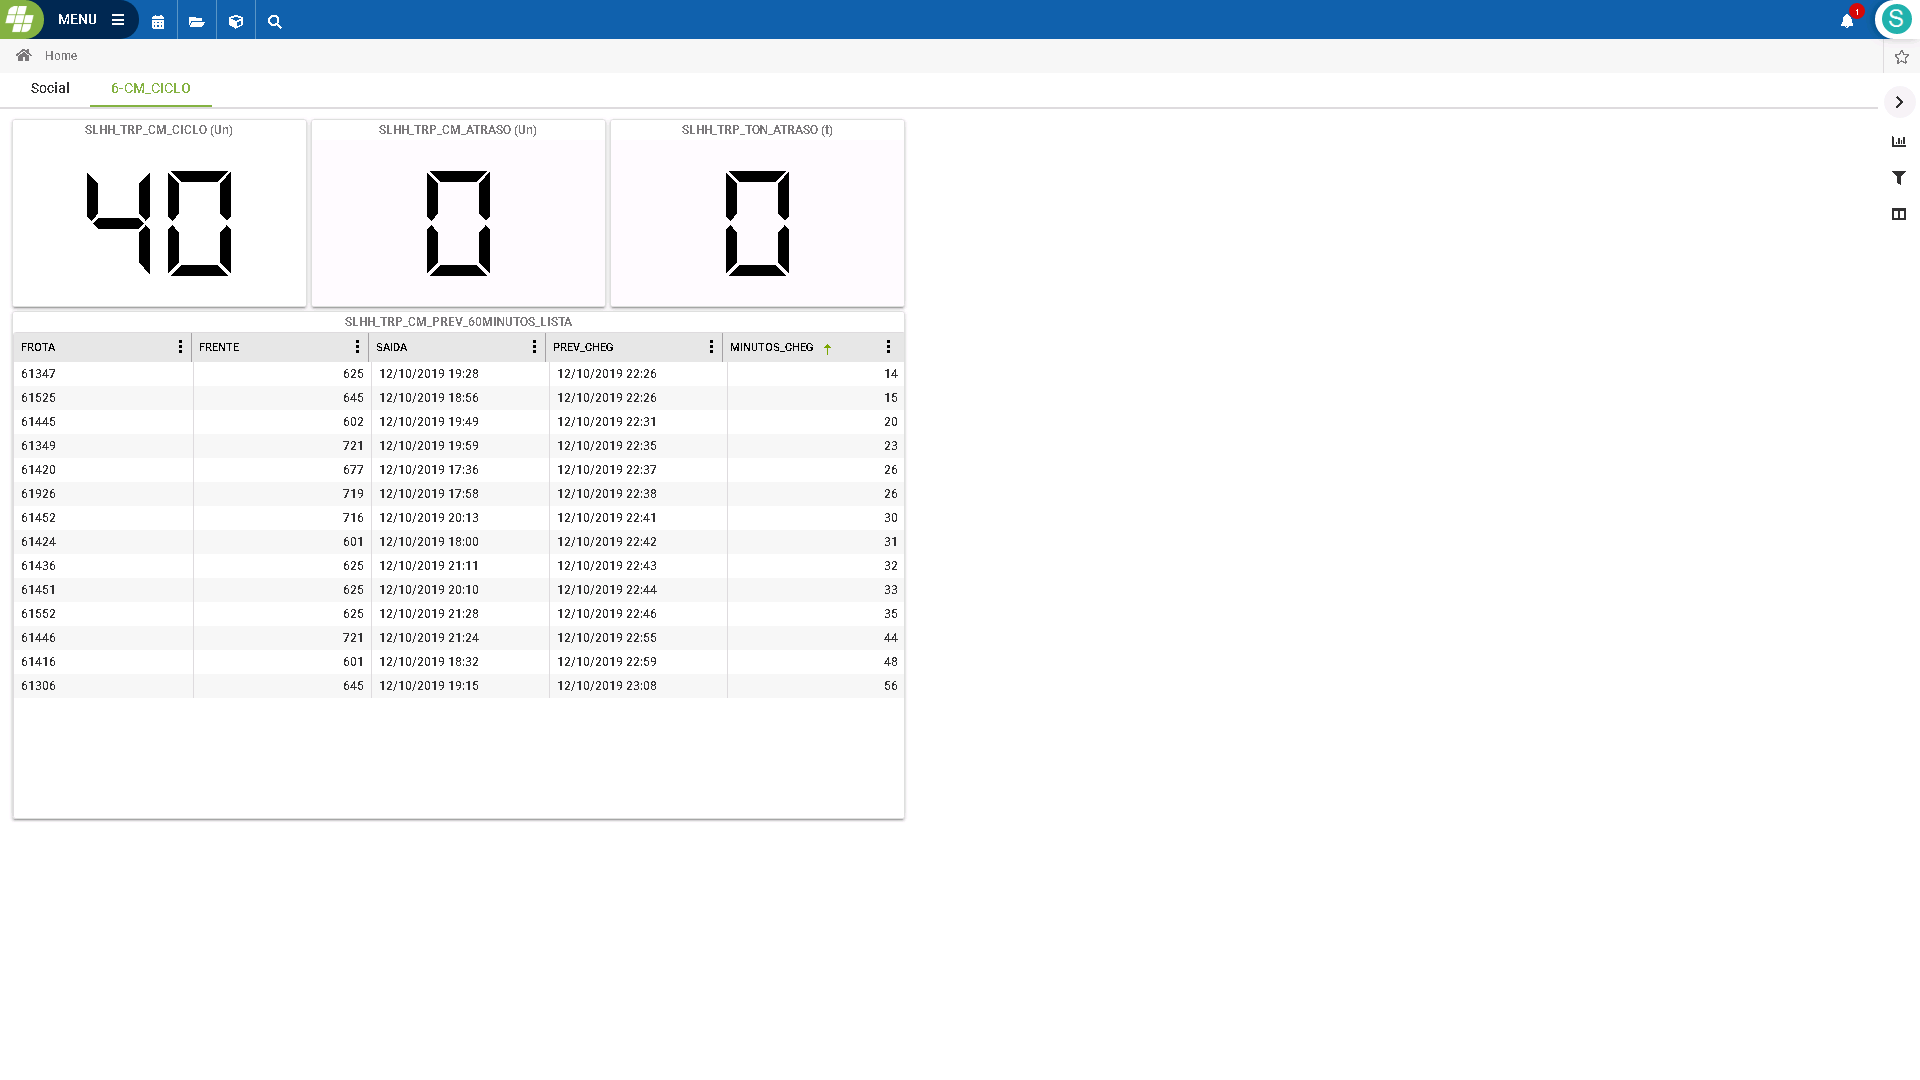 MENU
1
S
Home
Social 6-CM_CICLO
SLHH_TRP_CM_CICLO (Un) SLHH_TRP_CM_ATRASO (Un) SLHH_TRP_TON_ATRASO (t)
40 0 0
SLHH_TRP_CM_PREV_60MINUTOS_LISTA
FROTA FRENTE SAIDA PREV_CHEG MINUTOS_CHEG
61347 625 12/10/2019 19:28 12/10/2019 22:26 14
61525 645 12/10/2019 18:56 12/10/2019 22:26 15
61445 602 12/10/2019 19:49 12/10/2019 22:31 20
61349 721 12/10/2019 19:59 12/10/2019 22:35 23
61420 677 12/10/2019 17:36 12/10/2019 22:37 26
61926 719 12/10/2019 17:58 12/10/2019 22:38 26
61452 716 12/10/2019 20:13 12/10/2019 22:41 30
61424 601 12/10/2019 18:00 12/10/2019 22:42 31
61436 625 12/10/2019 21:11 12/10/2019 22:43 32
61451 625 12/10/2019 20:10 12/10/2019 22:44 33
61552 625 12/10/2019 21:28 12/10/2019 22:46 35
61446 721 12/10/2019 21:24 12/10/2019 22:55 44
61416 601 12/10/2019 18:32 12/10/2019 22:59 48
61306 645 12/10/2019 19:15 12/10/2019 23:08 56